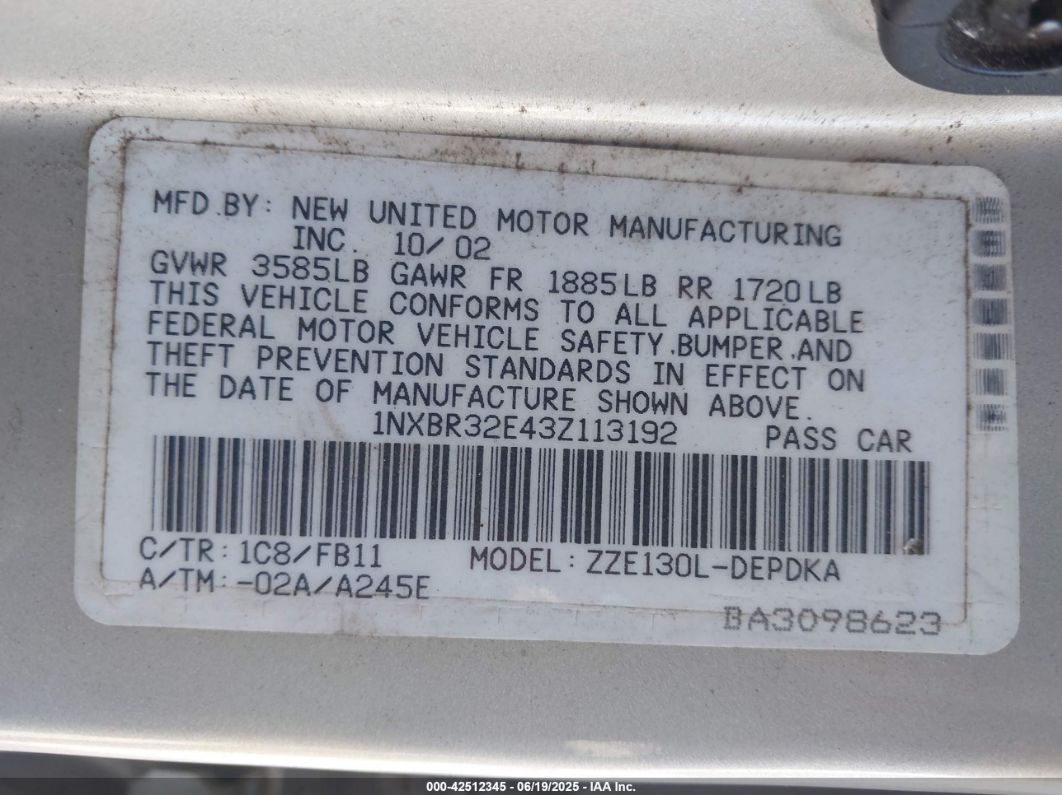 MFD.BY: NEW UNITED MOTOR MANUFACTURING
INC. 10/02
GVWR 3585LB GAWR FR 1885LB RR 1720LB
THIS VEHICLE CONFORMS TO ALL APPLICABLE
FEDERAL MOTOR VEHICLE SAFETY,BUMPER,AND
THEFT PREVENTION STANDARDS IN EFFECT ON
THE DATE OF MANUFACTURE SHOWN ABOVE.
1NXBR32E43Z113192 PASS CAR
C/TR: 1C8/FB11 MODEL: ZZE130L-DEPDKA
A/TM:-02A/A245E
BA3098623
000-42512345 - 06/19/2025 - IAA Inc.